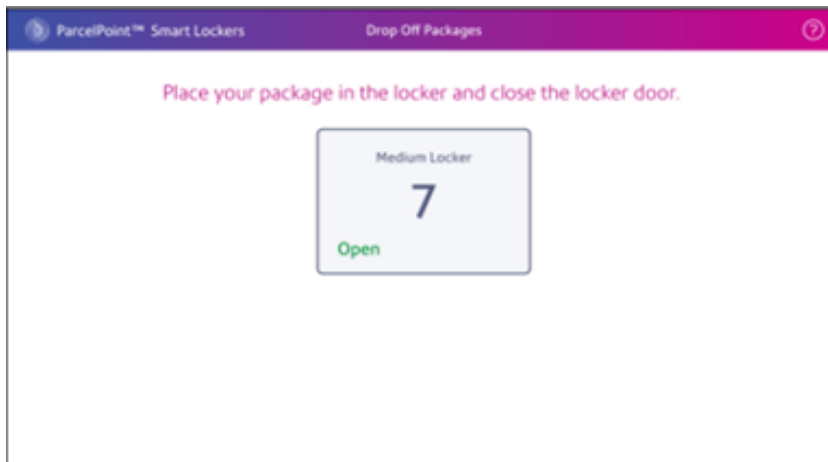 ParcelPoint™ Smart Lockers
Drop Off Packages
?
Place your package in the locker and close the locker door.
Medium Locker
7
Open